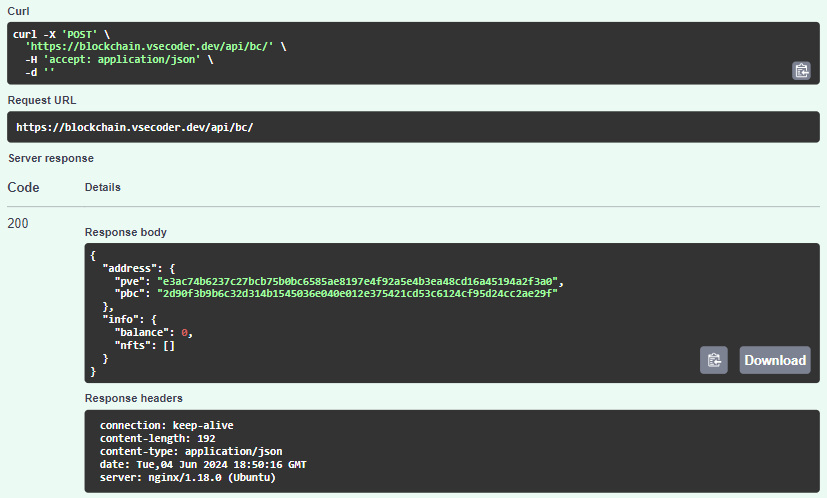 Curl
curl -X 'POST' \
  'https://blockchain.vsecoder.dev/api/bc/' \
  -H 'accept: application/json' \
  -d ''
Request URL
https://blockchain.vsecoder.dev/api/bc/
Server response
Code Details
200
Response body
{
  "address": {
    "pve": "e3ac74b6237c27bcb75b0bc6585ae8197e4f92a5e4b3ea48cd16a45194a2f3a0",
    "pbc": "2d90f3b9b6c32d314b1545036e040e012e375421cd53c6124cf95d24cc2ae29f"
  },
  "info": {
    "balance": 0,
    "nfts": []
  }
}
Download
Response headers
connection: keep-alive
content-length: 192
content-type: application/json
date: Tue,04 Jun 2024 18:50:16 GMT
server: nginx/1.18.0 (Ubuntu)